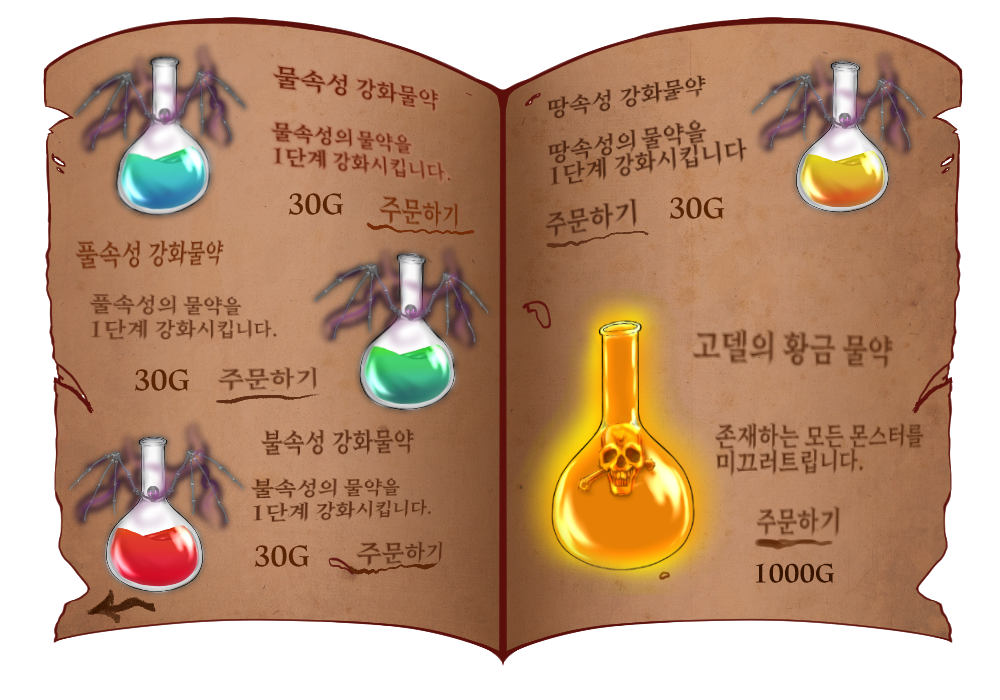 물속성 강화물약
물속성의 물약을
1단계 강화시킵니다.
30G 주문하기
풀속성 강화물약
풀속성의 물약을
1단계 강화시킵니다.
30G 주문하기
불속성 강화물약
불속성의 물약을
1단계 강화시킵니다.
30G 주문하기
땅속성 강화물약
땅속성의 물약을
1단계 강화시킵니다
주문하기 30G
고델의 황금 물약
존재하는 모든 몬스터를
미끄러트립니다.
주문하기
1000G